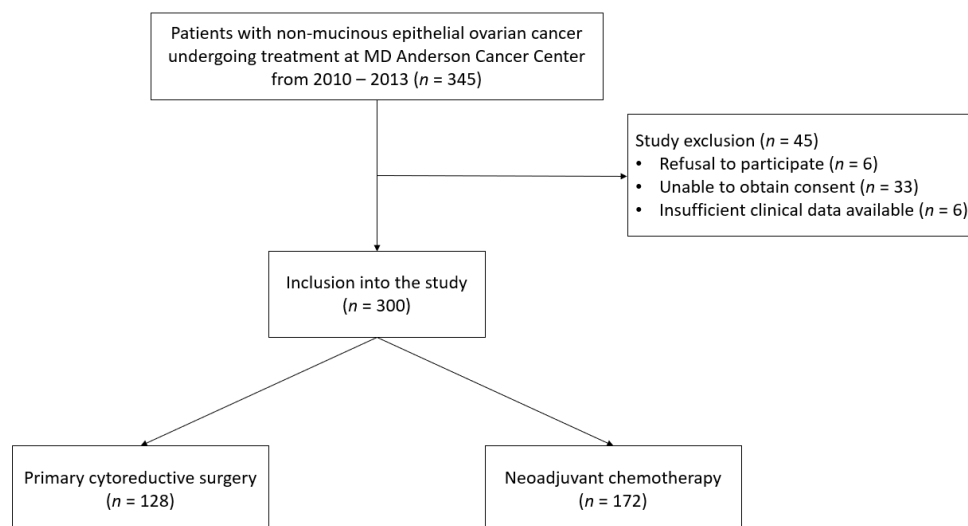 Patients with non-mucinous epithelial ovarian cancer
undergoing treatment at MD Anderson Cancer Center
from 2010 – 2013 (n = 345)
Study exclusion (n = 45)
• Refusal to participate (n = 6)
• Unable to obtain consent (n = 33)
• Insufficient clinical data available (n = 6)
Inclusion into the study
(n = 300)
Primary cytoreductive surgery
(n = 128)
Neoadjuvant chemotherapy
(n = 172)